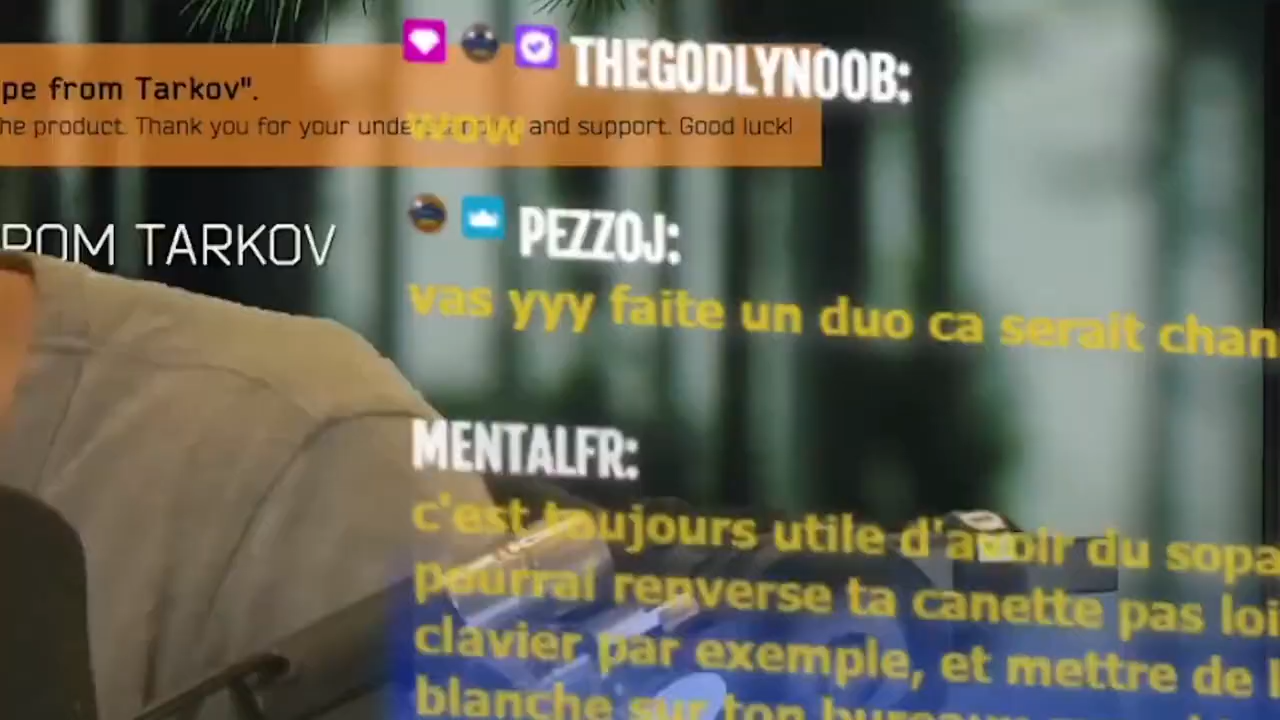 THEGODLYNOOB:
pe from Tarkov".
he product. Thank you for your and support. Good luck!
wow
PEZZOJ:
ROM TARKOV
vas yyy faite un duo ca serait chan
MENTALFR:
c'est toujours utile d'avoir du sopa
pourrai renverse ta canette pas loi
clavier par exemple, et mettre de l
blanche sur ton